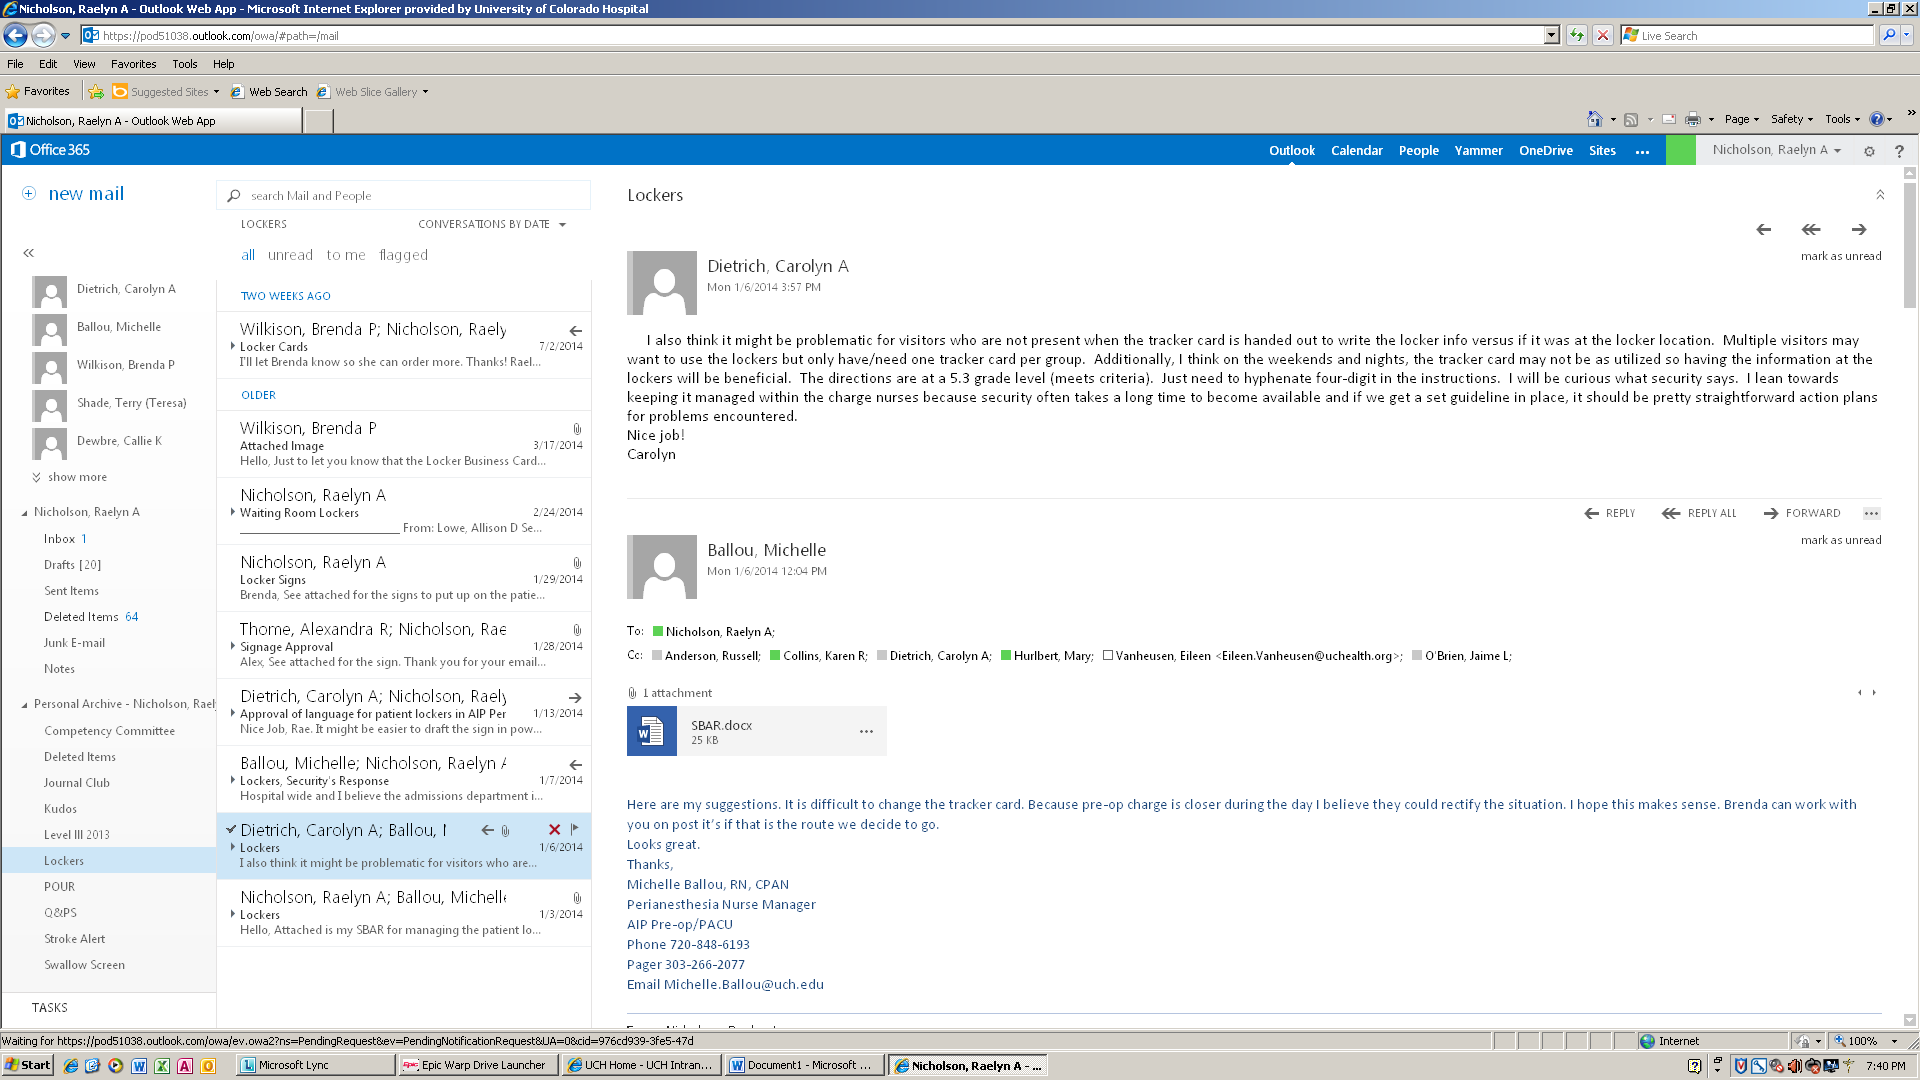 Nicholson, Raelyn A - Outlook Web App - Microsoft Internet Explorer provided by University of Colorado Hospital
https://pod51038.outlook.com/owa/#path=/mail
Live Search
File Edit View Favorites Tools Help
Favorites Suggested Sites Web Search Web Slice Gallery
Nicholson, Raelyn A - Outlook Web App
Page Safety Tools
Office 365
Outlook Calendar People Yammer OneDrive Sites ... Nicholson, Raelyn A ?
new mail
Dietrich, Carolyn A
Ballou, Michelle
Wilkison, Brenda P
Shade, Terry (Teresa)
Dewbre, Callie K
show more
Nicholson, Raelyn A
Inbox 1
Drafts [20]
Sent Items
Deleted Items 64
Junk E-mail
Notes
Personal Archive - Nicholson, Rael
Competency Committee
Deleted Items
Journal Club
Kudos
Level III 2013
Lockers
POUR
Q&PS
Stroke Alert
Swallow Screen
TASKS
search Mail and People
LOCKERS CONVERSATIONS BY DATE
all unread to me flagged
TWO WEEKS AGO
Wilkison, Brenda P; Nicholson, Raely
Locker Cards 7/2/2014
I'll let Brenda know so she can order more. Thanks! Rael...
OLDER
Wilkison, Brenda P
Attached Image 3/17/2014
Hello, Just to let you know that the Locker Business Card...
Nicholson, Raelyn A
Waiting Room Lockers 2/24/2014
________________________________ From: Lowe, Allison D Se...
Nicholson, Raelyn A
Locker Signs 1/29/2014
Brenda, See attached for the signs to put up on the patie...
Thorne, Alexandra R; Nicholson, Rae
Signage Approval 1/28/2014
Alex, See attached for the sign. Thank you for your email...
Dietrich, Carolyn A; Nicholson, Raely
Approval of language for patient lockers in AIP Per 1/13/2014
Nice Job, Rae. It might be easier to draft the sign in pow...
Ballou, Michelle; Nicholson, Raelyn A
Lockers, Security's Response 1/7/2014
Hospital wide and I believe the admissions department i...
Dietrich, Carolyn A; Ballou, M
Lockers 1/6/2014
I also think it might be problematic for visitors who are...
Nicholson, Raelyn A; Ballou, Michelle
Lockers 1/3/2014
Hello, Attached is my SBAR for managing the patient lo...
Lockers
mark as unread
Dietrich, Carolyn A
Mon 1/6/2014 3:57 PM
I also think it might be problematic for visitors who are not present when the tracker card is handed out to write the locker info versus if it was at the locker location. Multiple visitors may
want to use the lockers but only have/need one tracker card per group. Additionally, I think on the weekends and nights, the tracker card may not be as utilized so having the information at the
lockers will be beneficial. The directions are at a 5.3 grade level (meets criteria). Just need to hyphenate four-digit in the instructions. I will be curious what security says. I lean towards
keeping it managed within the charge nurses because security often takes a long time to become available and if we get a set guideline in place, it should be pretty straightforward action plans
for problems encountered.
Nice job!
Carolyn
REPLY REPLY ALL FORWARD ...
mark as unread
Ballou, Michelle
Mon 1/6/2014 12:04 PM
To: Nicholson, Raelyn A;
Cc: Anderson, Russell; Collins, Karen R; Dietrich, Carolyn A; Hurlbert, Mary; Vanheusen, Eileen <Eileen.Vanheusen@uchealth.org>; O'Brien, Jaime L;
1 attachment
SBAR.docx ...
25 KB
Here are my suggestions. It is difficult to change the tracker card. Because pre-op charge is closer during the day I believe they could rectify the situation. I hope this makes sense. Brenda can work with
you on post it's if that is the route we decide to go.
Looks great.
Thanks,
Michelle Ballou, RN, CPAN
Perianesthesia Nurse Manager
AIP Pre-op/PACU
Phone 720-848-6193
Pager 303-266-2077
Email Michelle.Ballou@uch.edu
Waiting for https://pod51038.outlook.com/owa/ev.owa2?ns=PendingRequest&ev=PendingNotificationRequest&UA=0&cid=976cd939-3fe5-47d
Internet 100%
Start Microsoft Lync Epic Warp Drive Launcher UCH Home - UCH Intran... Document1 - Microsoft ... Nicholson, Raelyn A - ... 7:40 PM